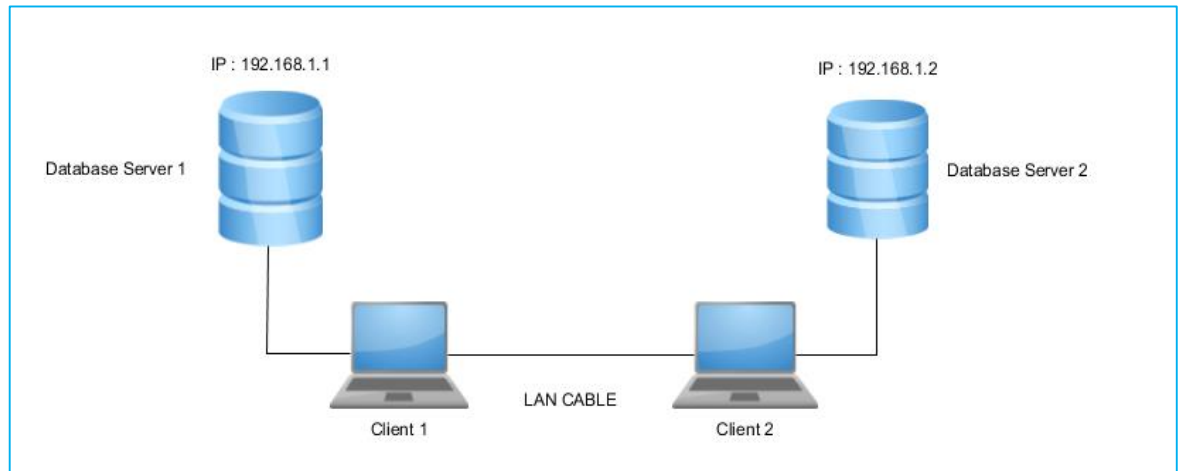 IP : 192.168.1.1
IP : 192.168.1.2
Database Server 1
Database Server 2
LAN CABLE
Client 1
Client 2